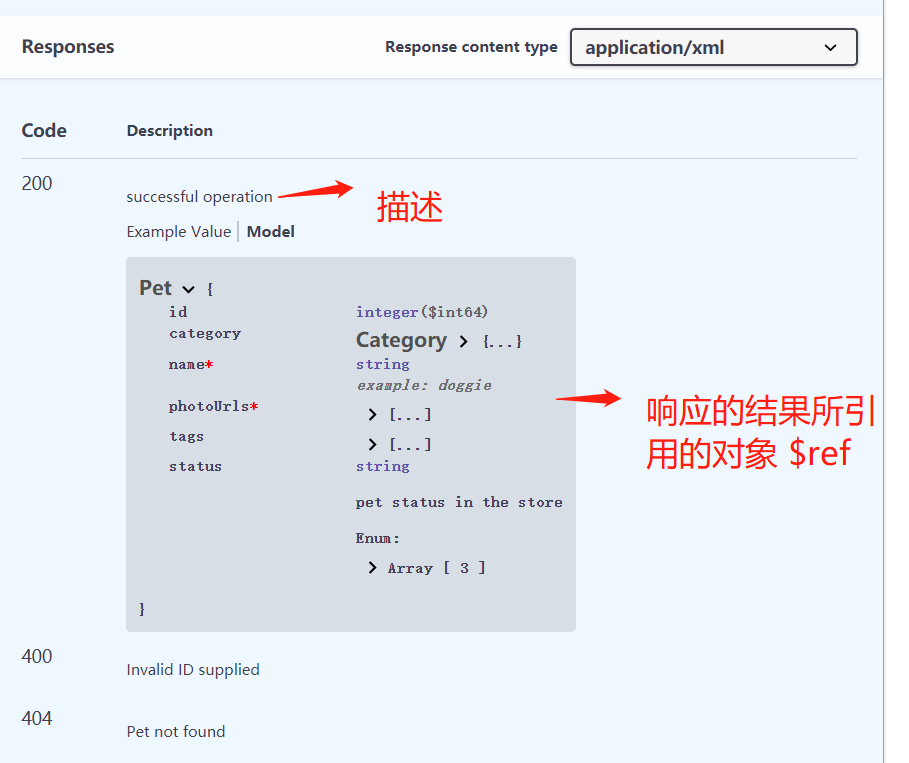 Responses
Response content type
application/xml
Code
Description
200
successful operation
描述
Example Value
Model
Pet {
id integer($int64)
category Category {...}
name* string
example: doggie
photoUrls* [...]
tags [...]
status string
pet status in the store
Enum:
Array [ 3 ]
}
响应的结果所引
用的对象 $ref
400
Invalid ID supplied
404
Pet not found